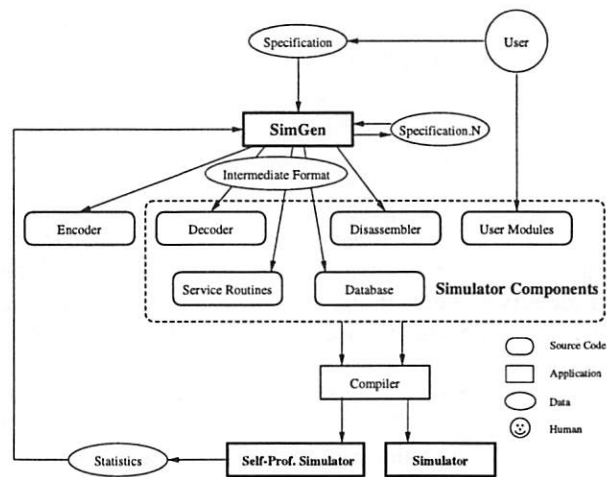 Specification
User
SimGen
Specification.N
Intermediate Format
Encoder
Decoder
Disassembler
User Modules
Service Routines
Database
Simulator Components
Source Code
Compiler
Application
Data
Human
Statistics
Self-Prof. Simulator
Simulator